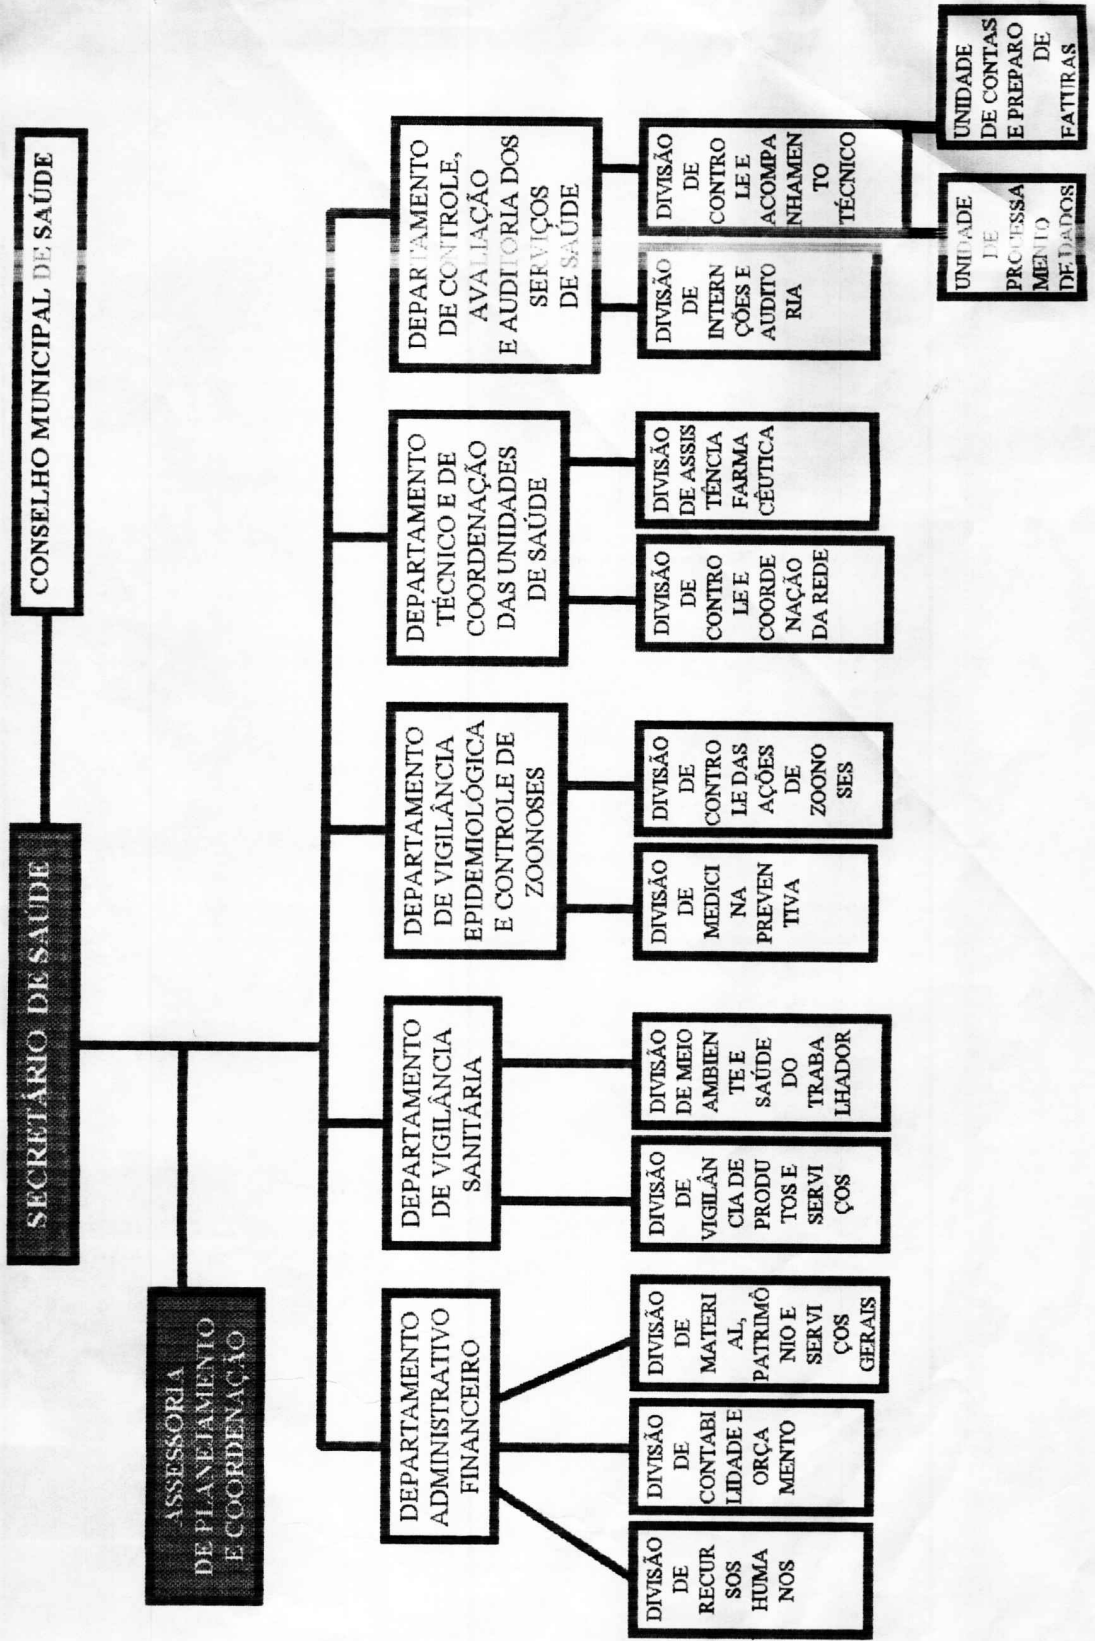 SECRETÁRIO DE SAÚDE
CONSELHO MUNICIPAL DE SAÚDE
ASSESSORIA
DE PLANEJAMENTO
E COORDENAÇÃO
DEPARTAMENTO
ADMINISTRATIVO
FINANCEIRO
DEPARTAMENTO
DE VIGILÂNCIA
SANITÁRIA
DEPARTAMENTO
DE VIGILÂNCIA
EPIDEMIOLÓGICA
E CONTROLE DE
ZOONOSES
DEPARTAMENTO
TÉCNICO E DE
COORDENAÇÃO
DAS UNIDADES
DE SAÚDE
DEPARTAMENTO
DE CONTROLE,
AVALIAÇÃO
E AUDITORIA DOS
SERVIÇOS
DE SAÚDE
DIVISÃO
DE
RECUR
SOS
HUMA
NOS
DIVISÃO
DE
CONTABI
LIDADE E
ORÇA
MENTO
DIVISÃO
DE
MATERI
AL,
PATRIMÔ
NIO E
SERVI
ÇOS
GERAIS
DIVISÃO
DE
VIGILÂN
CIA DE
PRODU
TOS E
SERVI
ÇOS
DIVISÃO
DE MEIO
AMBIEN
TE E
SAÚDE
DO
TRABA
LHADOR
DIVISÃO
DE
MEDICI
NA
PREVEN
TIVA
DIVISÃO
DE
CONTRO
LE DAS
AÇÕES
DE
ZOONO
SES
DIVISÃO
DE
CONTRO
LE E
COORDE
NAÇÃO
DA REDE
DIVISÃO
DE ASSIS
TÊNCIA
FARMA
CÊUTICA
DIVISÃO
DE
INTERN
ÇÕES E
AUDITO
RIA
DIVISÃO
DE
CONTRO
LE E
ACOMPA
NHAMEN
TO
TÉCNICO
UNIDADE
DE
PROCESSA
MENTO
DE DADOS
UNIDADE
DE CONTAS
E PREPARO
DE
FATURAS